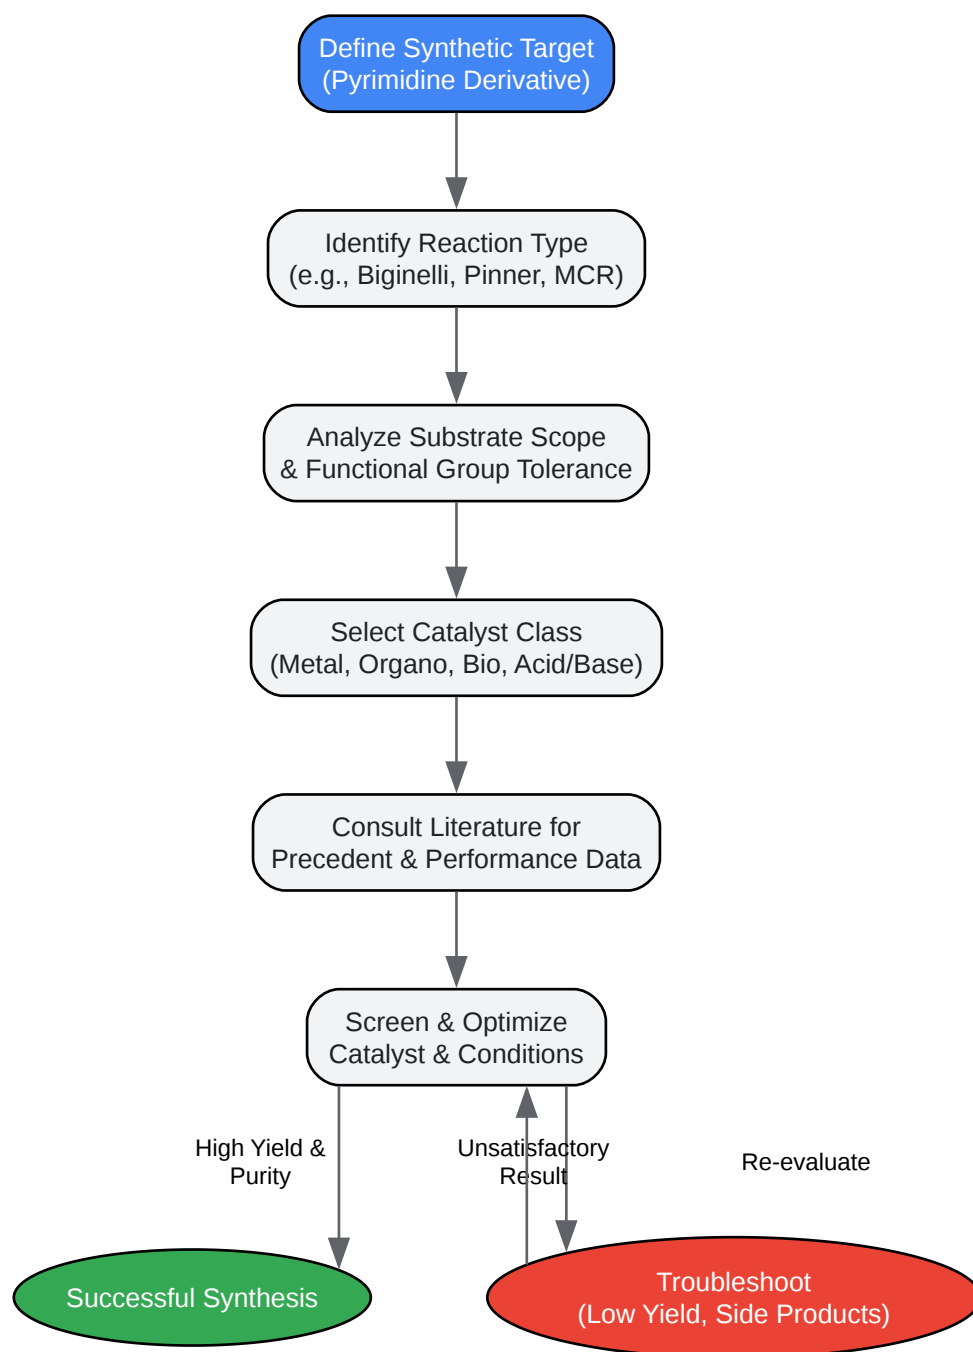 Define Synthetic Target
(Pyrimidine Derivative)
Identify Reaction Type
(e.g., Biginelli, Pinner, MCR)
Analyze Substrate Scope
& Functional Group Tolerance
Select Catalyst Class
(Metal, Organo, Bio, Acid/Base)
Consult Literature for
Precedent & Performance Data
Screen & Optimize
Catalyst & Conditions
High Yield &
Purity
Unsatisfactory
Result
Re-evaluate
Successful Synthesis
Troubleshoot
(Low Yield, Side Products)